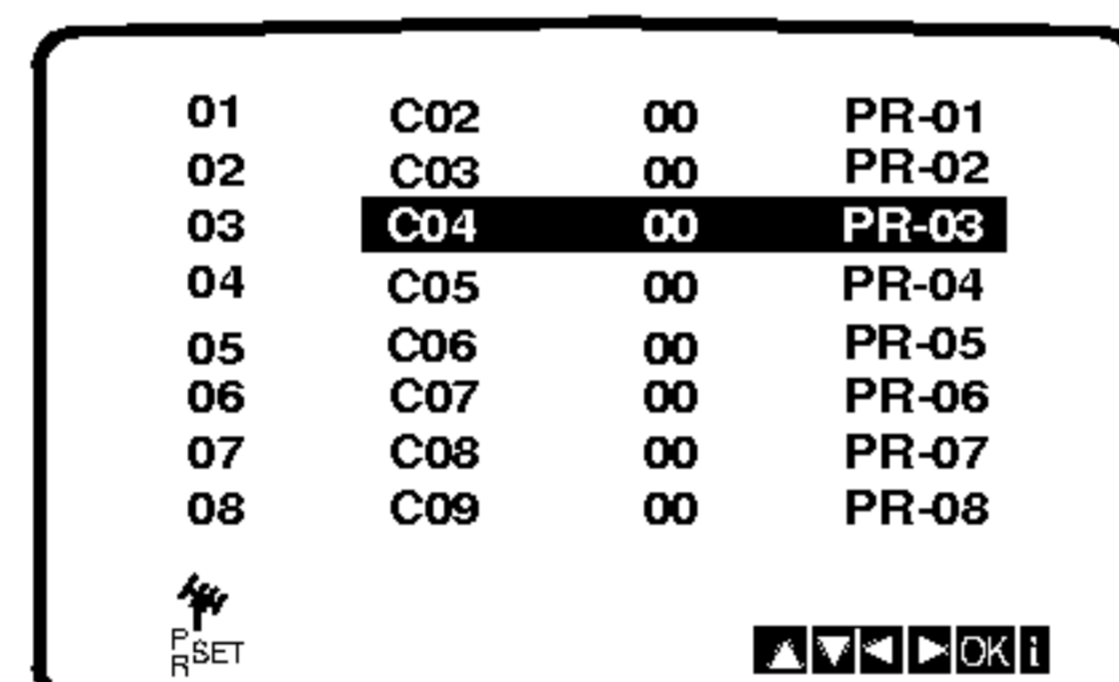 01 C02 00 PR-01
02 C03 00 PR-02
03 C04 00 PR-03
04 C05 00 PR-04
05 C06 00 PR-05
06 C07 00 PR-06
07 C08 00 PR-07
08 C09 00 PR-08
PR SET
▲ ▼ ◄ ► OK i